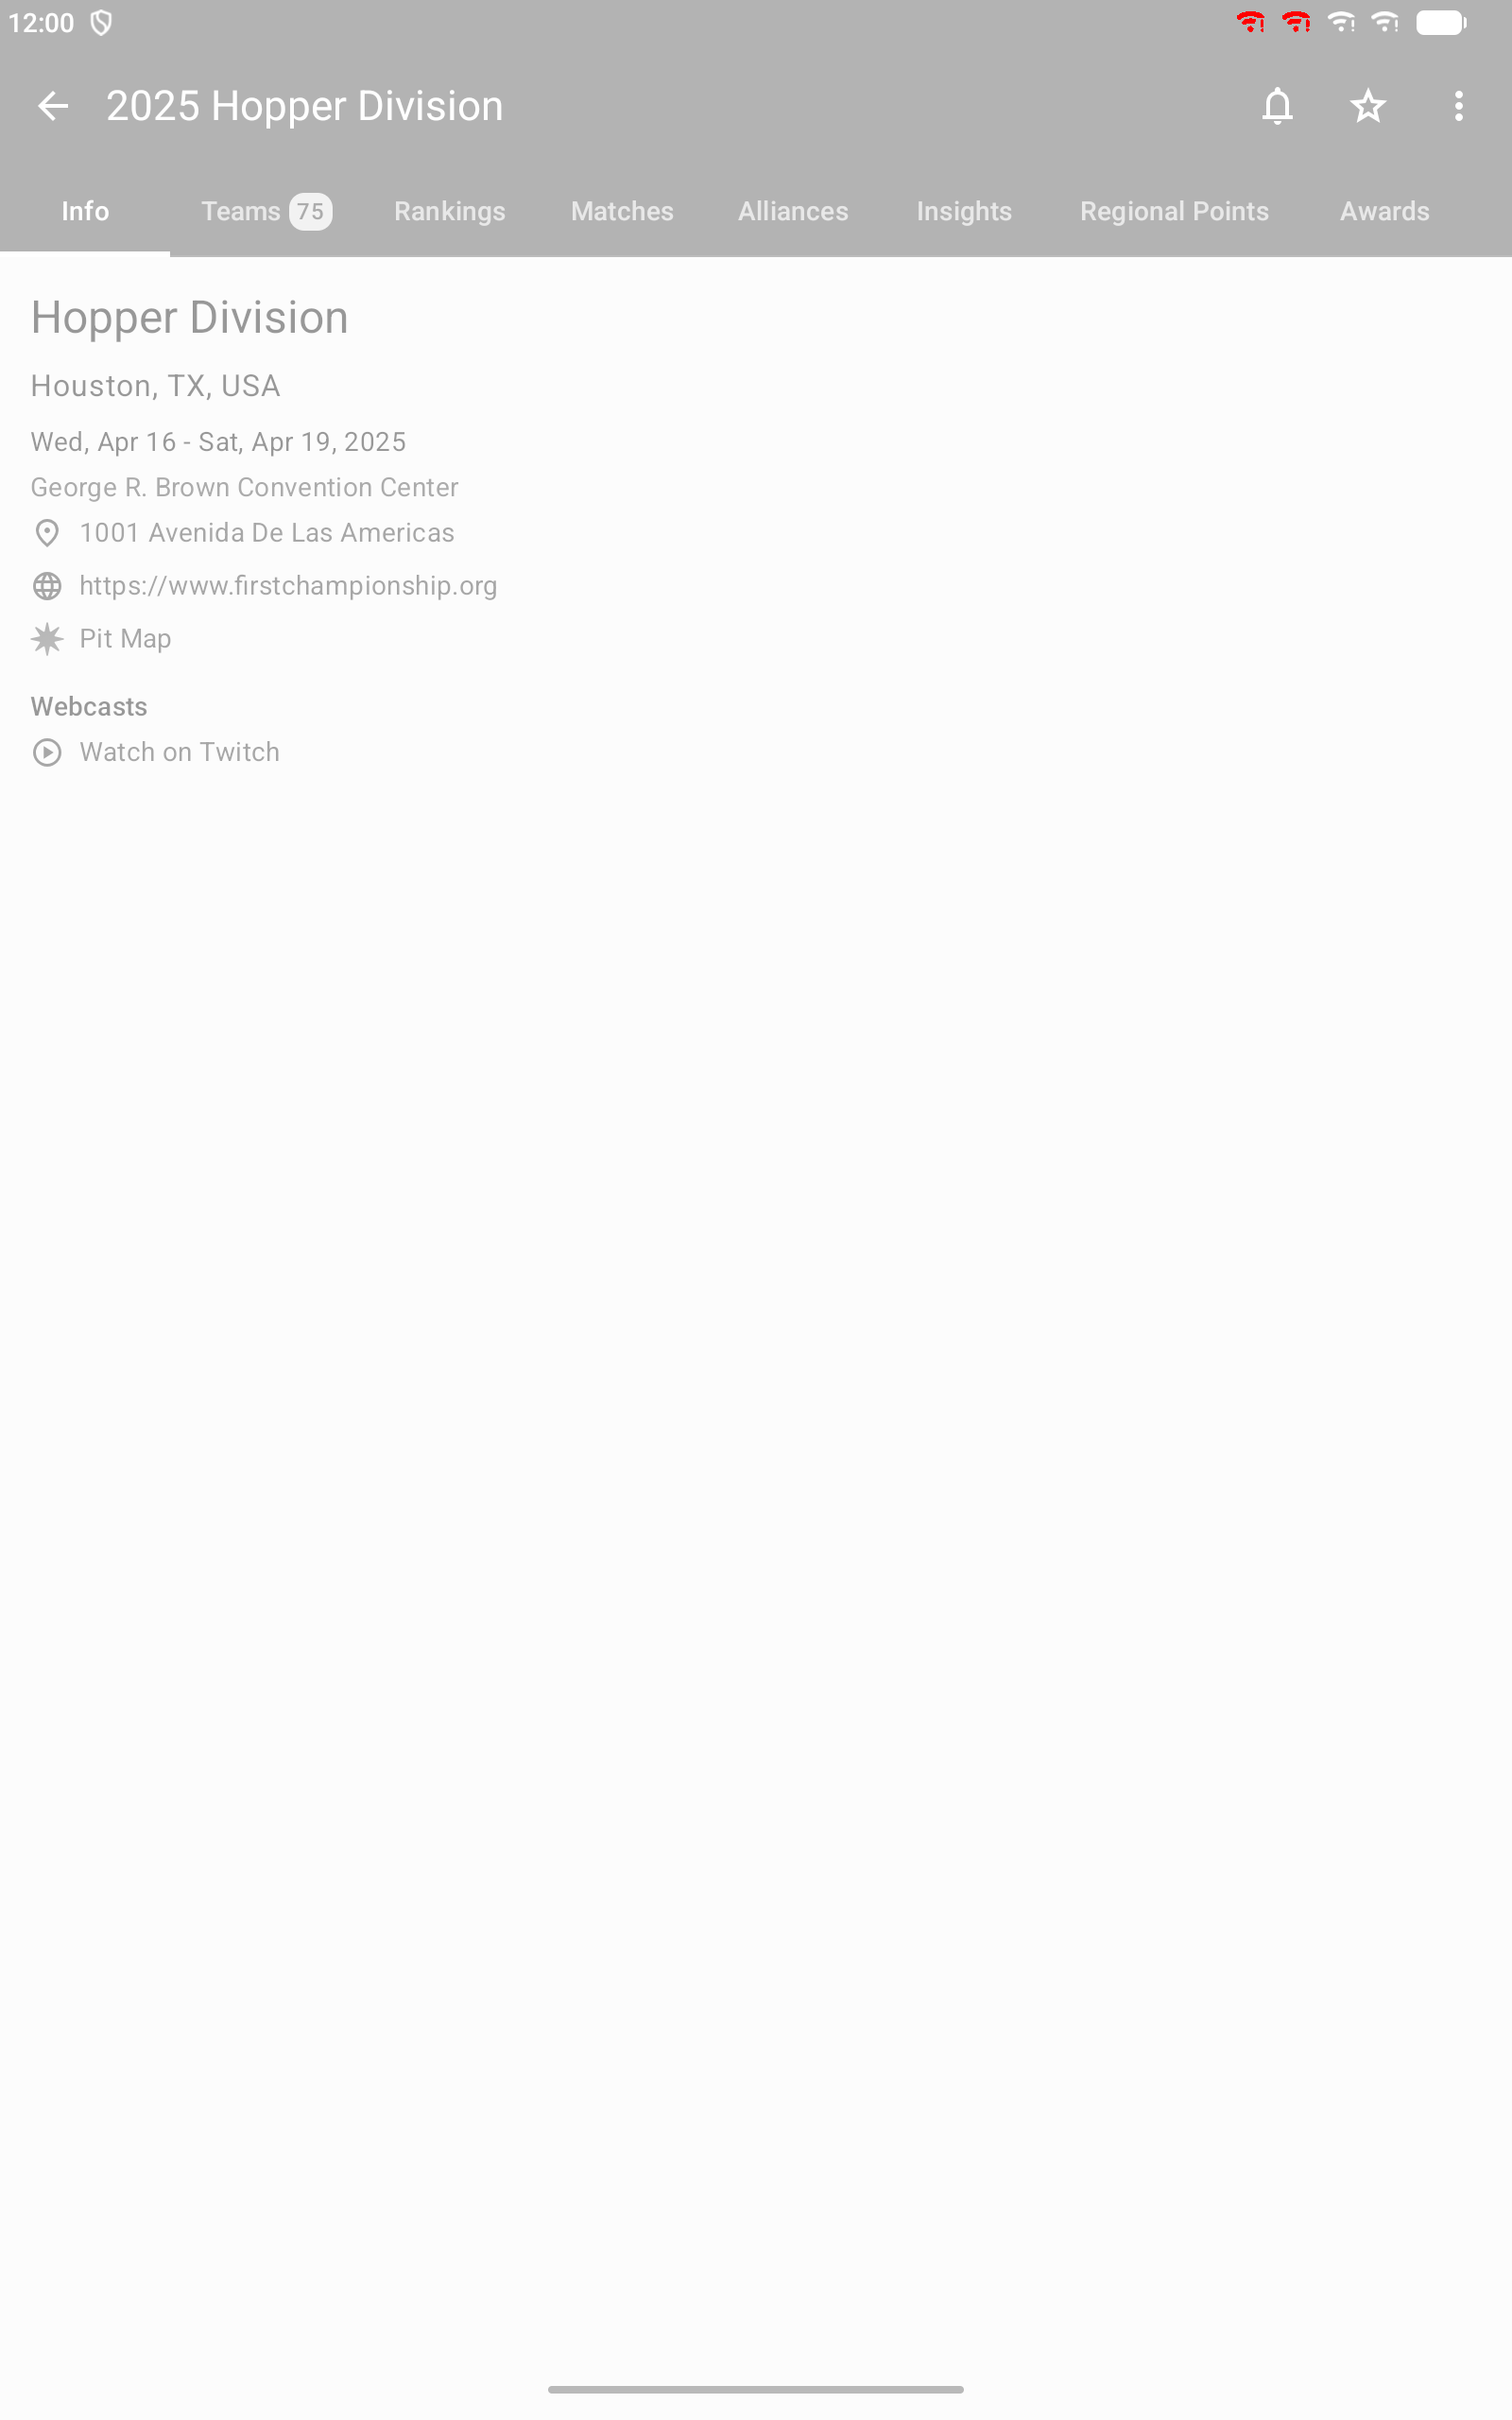 12:00
2025 Hopper Division
Info Teams 75 Rankings Matches Alliances Insights Regional Points Awards
Hopper Division
Houston, TX, USA
Wed, Apr 16 - Sat, Apr 19, 2025
George R. Brown Convention Center
1001 Avenida De Las Americas
https://www.firstchampionship.org
Pit Map
Webcasts
Watch on Twitch